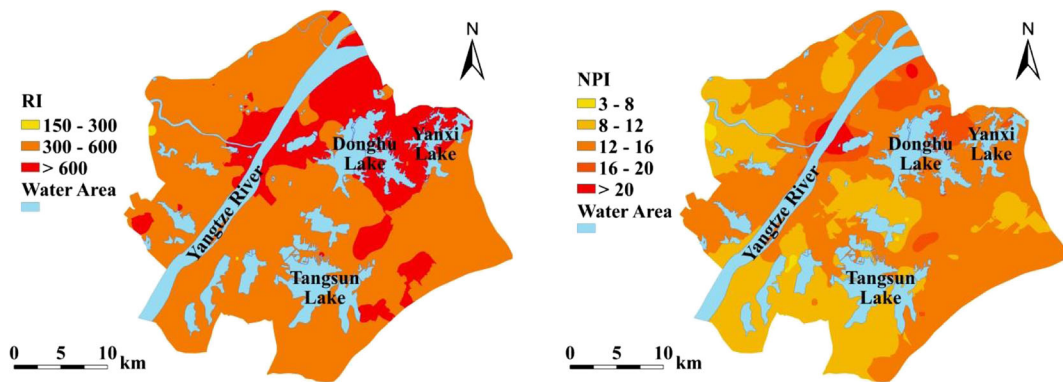 N
RI
150 - 300
300 - 600
> 600
Water Area
Donghu
Lake
Yanxi
Lake
Yangtze River
Tangsun
Lake
0 5 10
km
N
NPI
3 - 8
8 - 12
12 - 16
16 - 20
> 20
Water Area
Donghu
Lake
Yanxi
Lake
Yangtze River
Tangsun
Lake
0 5 10
km